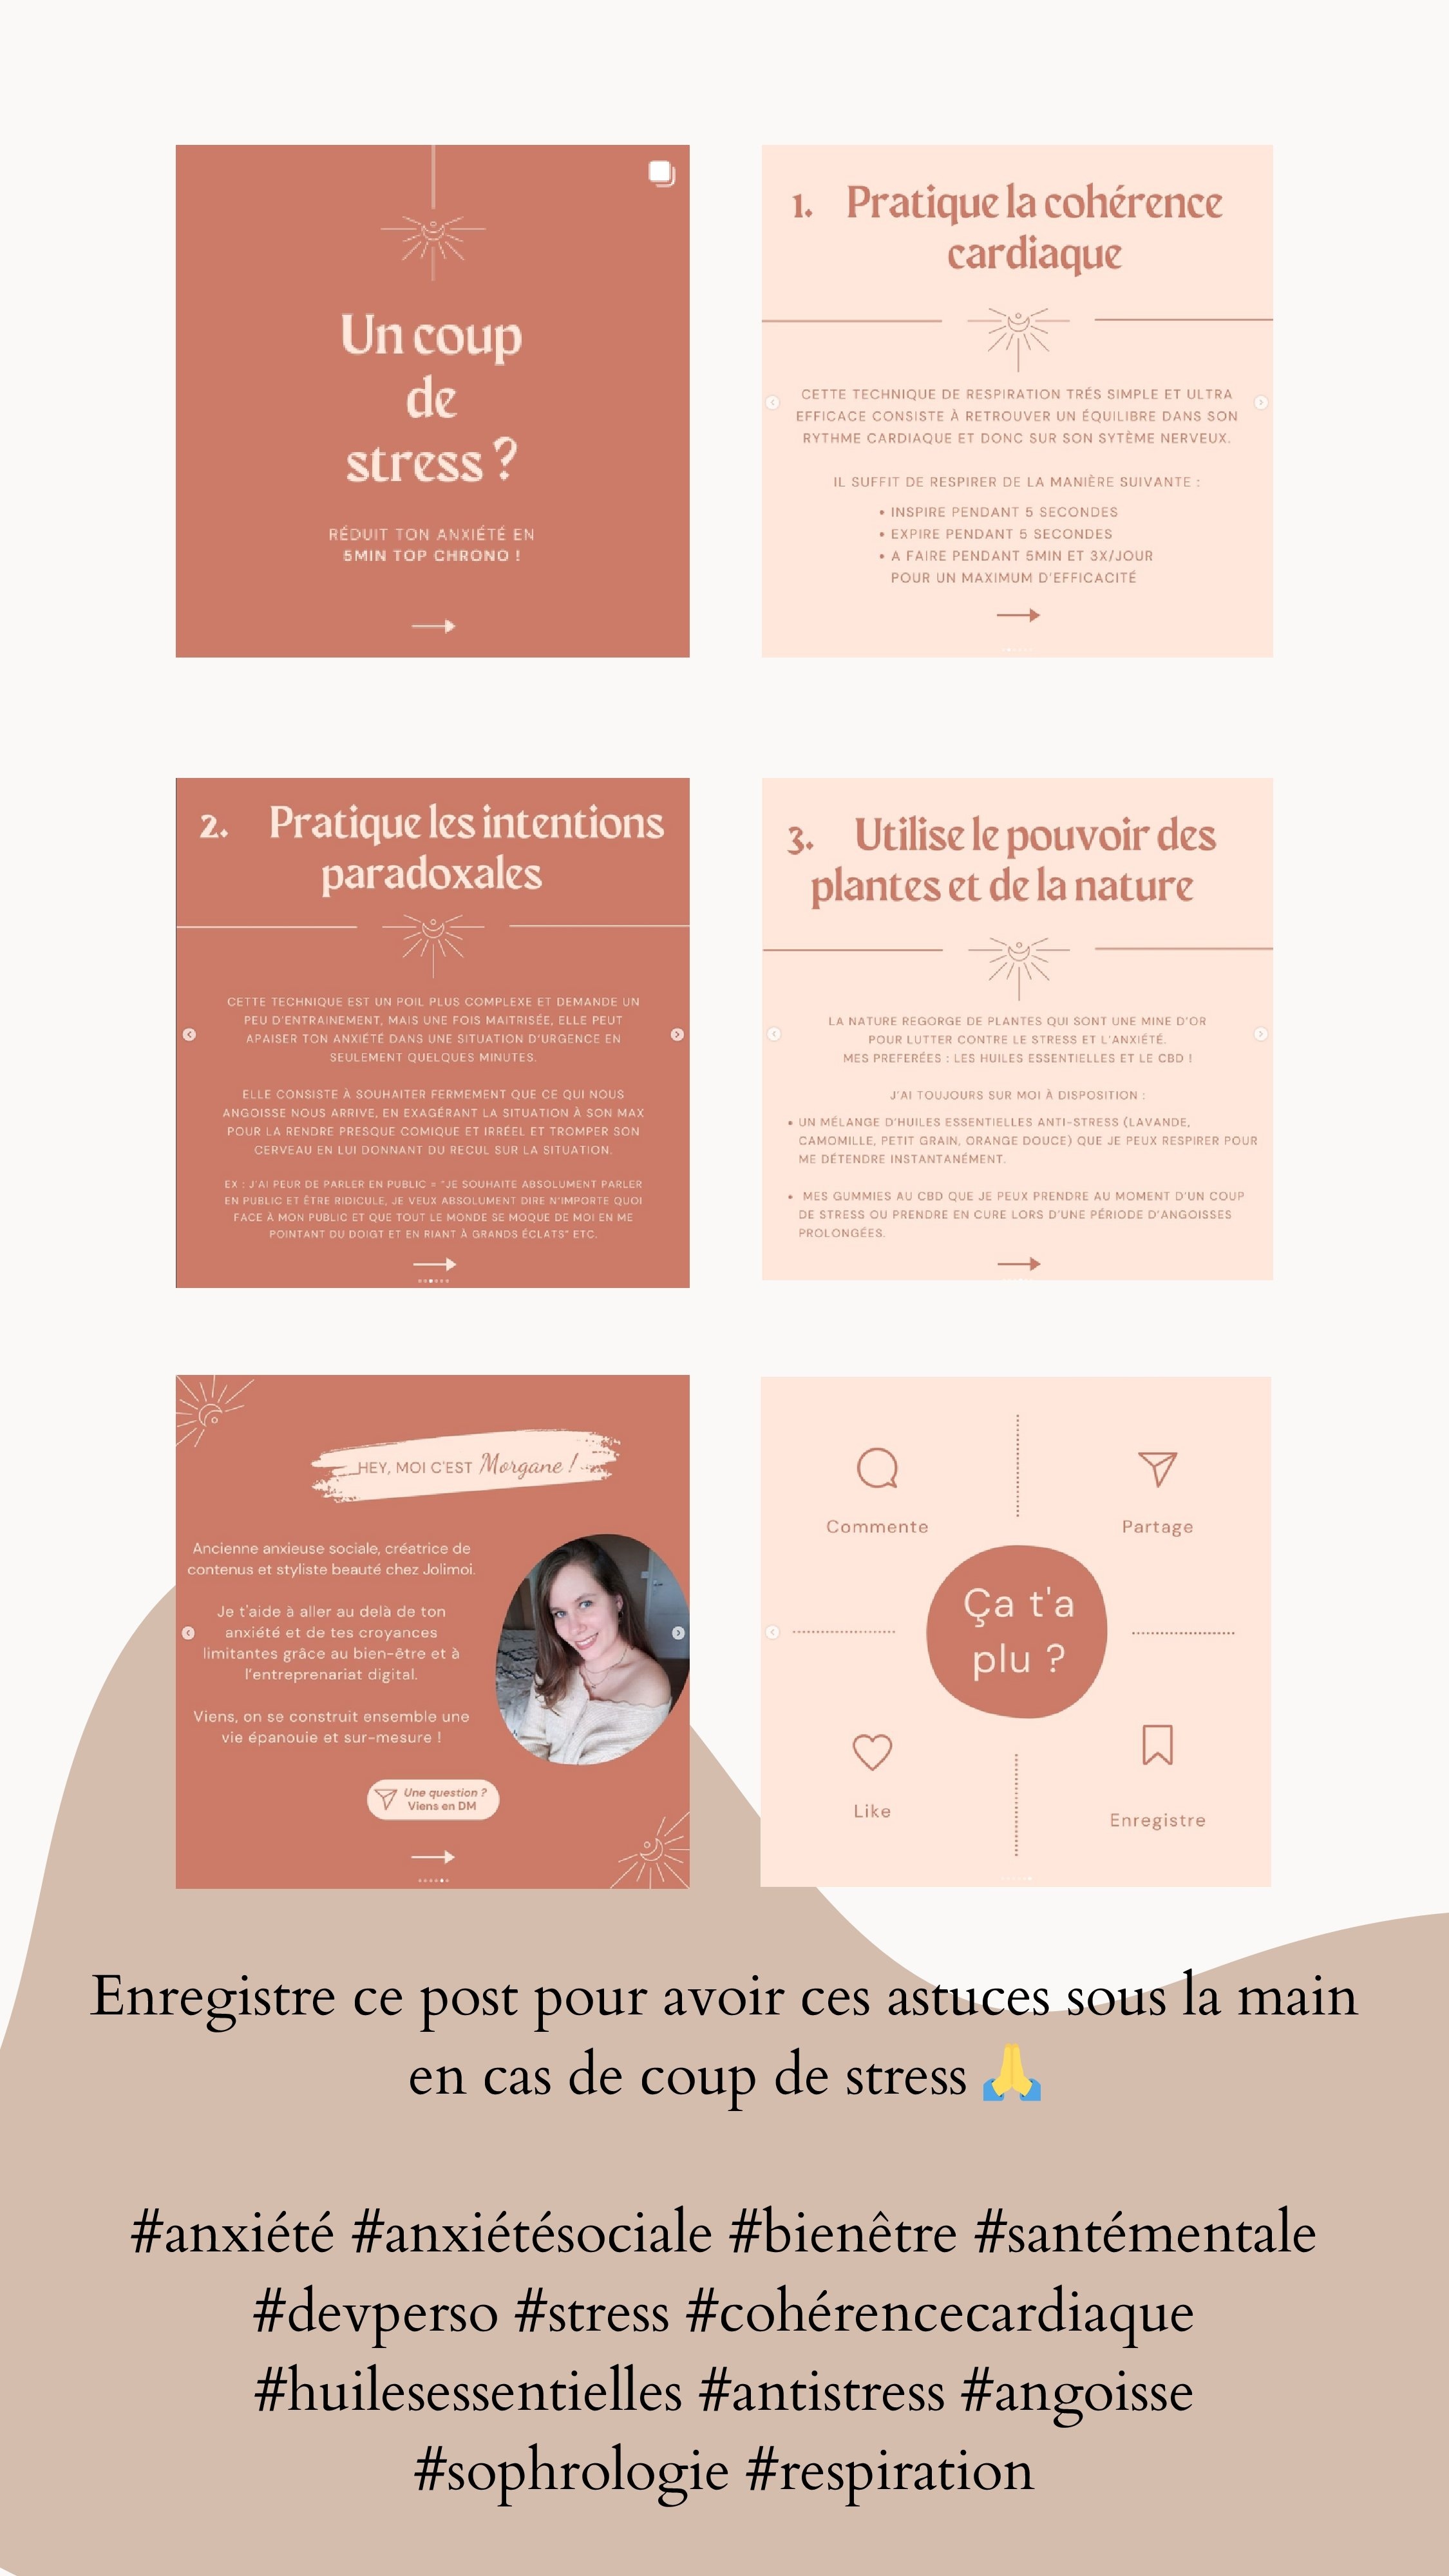 Un coup
de
stress ?
RÉDUIT TON ANXIÉTÉ EN
5MIN TOP CHRONO !
1. Pratique la cohérence
cardiaque
CETTE TECHNIQUE DE RESPIRATION TRÉS SIMPLE ET ULTRA
EFFICACE CONSISTE À RETROUVER UN ÉQUILIBRE DANS SON
RYTHME CARDIAQUE ET DONC SUR SON SYTÈME NERVEUX.
IL SUFFIT DE RESPIRER DE LA MANIÈRE SUIVANTE :
• INSPIRE PENDANT 5 SECONDES
• EXPIRE PENDANT 5 SECONDES
• A FAIRE PENDANT 5MIN ET 3X/JOUR
POUR UN MAXIMUM D'EFFICACITÉ
2. Pratique les intentions
paradoxales
CETTE TECHNIQUE EST UN POIL PLUS COMPLEXE ET DEMANDE UN
PEU D'ENTRAINEMENT, MAIS UNE FOIS MAITRISÉE, ELLE PEUT
APAISER TON ANXIÉTÉ DANS UNE SITUATION D'URGENCE EN
SEULEMENT QUELQUES MINUTES.
ELLE CONSISTE À SOUHAITER FERMEMENT QUE CE QUI NOUS
ANGOISSE NOUS ARRIVE, EN EXAGÉRANT LA SITUATION À SON MAX
POUR LA RENDRE PRESQUE COMIQUE ET IRRÉEL ET TROMPER SON
CERVEAU EN LUI DONNANT DU RECUL SUR LA SITUATION.
EX : J'AI PEUR DE PARLER EN PUBLIC = "JE SOUHAITE ABSOLUMENT PARLER
EN PUBLIC ET ÊTRE RIDICULE, JE VEUX ABSOLUMENT DIRE N'IMPORTE QUOI
FACE À MON PUBLIC ET QUE TOUT LE MONDE SE MOQUE DE MOI EN ME
POINTANT DU DOIGT ET EN RIANT À GRANDS ÉCLATS" ETC.
3. Utilise le pouvoir des
plantes et de la nature
LA NATURE REGORGE DE PLANTES QUI SONT UNE MINE D'OR
POUR LUTTER CONTRE LE STRESS ET L'ANXIÉTÉ.
MES PREFERÉES : LES HUILES ESSENTIELLES ET LE CBD !
J'AI TOUJOURS SUR MOI À DISPOSITION :
• UN MÉLANGE D'HUILES ESSENTIELLES ANTI-STRESS (LAVANDE,
CAMOMILLE, PETIT GRAIN, ORANGE DOUCE) QUE JE PEUX RESPIRER POUR
ME DÉTENDRE INSTANTANÉMENT.
• MES GUMMIES AU CBD QUE JE PEUX PRENDRE AU MOMENT D'UN COUP
DE STRESS OU PRENDRE EN CURE LORS D'UNE PÉRIODE D'ANGOISSES
PROLONGÉES.
HEY, MOI C'EST Morgane !
Ancienne anxieuse sociale, créatrice de
contenus et styliste beauté chez Jolimoi.
Je t'aide à aller au delà de ton
anxiété et de tes croyances
limitantes grâce au bien-être et à
l'entreprenariat digital.
Viens, on se construit ensemble une
vie épanouie et sur-mesure !
Une question ?
Viens en DM
Commente
Partage
Ça t'a
plu ?
Like
Enregistre
Enregistre ce post pour avoir ces astuces sous la main
en cas de coup de stress 🙏
#anxiété #anxiétésociale #bienêtre #santémentale
#devperso #stress #cohérencecardiaque
#huilesessentielles #antistress #angoisse
#sophrologie #respiration